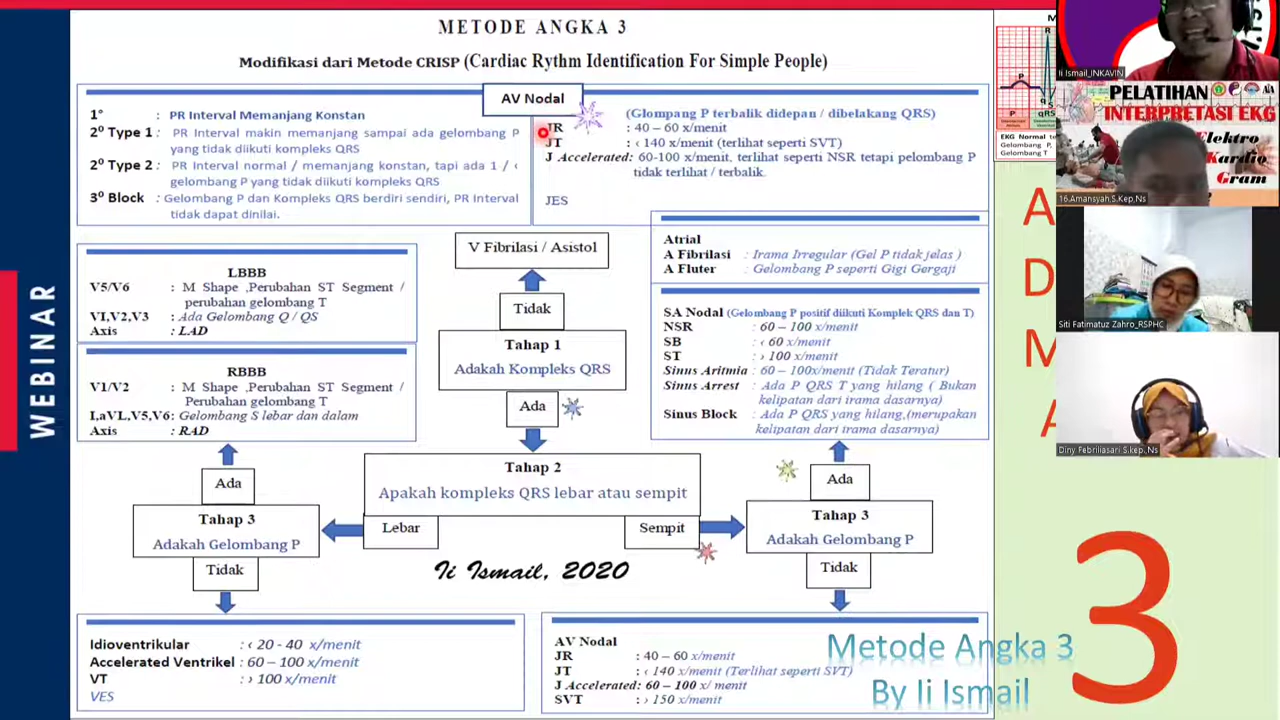 METODE ANGKA 3
Modifikasi dari Metode CRISP (Cardiac Rythm Identification For Simple People)
AV Nodal
1° : PR Interval Memanjang Konstan
2⁰ Type 1 : PR Interval makin memanjang sampai ada gelombang P
yang tidak diikuti kompleks QRS
2⁰ Type 2 : PR Interval normal / memanjang konstan, tapi ada 1 / ‹
gelombang P yang tidak diikuti kompleks QRS
3⁰ Block : Gelombang P dan Kompleks QRS berdiri sendiri, PR Interval
tidak dapat dinilai.
(Glompang P terbalik didepan / dibelakang QRS)
JR : 40 – 60 x/menit
JT : ‹ 140 x/menit (terlihat seperti SVT)
J Accelerated: 60-100 x/menit, terlihat seperti NSR tetapi pelombang P
tidak terlihat / terbalik.
JES
LBBB
V5/V6 : M Shape ,Perubahan ST Segment /
perubahan gelombang T
VI,V2,V3 : Ada Gelombang Q / QS
Axis : LAD
RBBB
V1/V2 : M Shape ,Perubahan ST Segment /
Perubahan gelombang T
I,aVL,V5,V6: Gelombang S lebar dan dalam
Axis : RAD
V Fibrilasi / Asistol
Tidak
Tahap 1
Adakah Kompleks QRS
Ada
Atrial
A Fibrilasi : Irama Irregular (Gel P tidak jelas )
A Fluter : Gelombang P seperti Gigi Gergaji
SA Nodal (Gelombang P positif diikuti Komplek QRS dan T)
NSR : 60 – 100 x/menit
SB : ‹ 60 x/menit
ST : › 100 x/menit
Sinus Aritmia : 60 – 100x/menit (Tidak Teratur)
Sinus Arrest : Ada P QRS T yang hilang ( Bukan
kelipatan dari irama dasarnya)
Sinus Block : Ada P QRS yang hilang,(merupakan
kelipatan dari irama dasarnya)
Tahap 2
Apakah kompleks QRS lebar atau sempit
Lebar
Sempit
Ada
Tahap 3
Adakah Gelombang P
Tidak
Ada
Tahap 3
Adakah Gelombang P
Tidak
Ii Ismail, 2020
Idioventrikular : ‹ 20 - 40 x/menit
Accelerated Ventrikel : 60 – 100 x/menit
VT : › 100 x/menit
VES
AV Nodal
JR : 40 – 60 x/menit
JT : ‹ 140 x/menit (Terlihat seperti SVT)
J Accelerated: 60 – 100 x/ menit
SVT : › 150 x/menit
Metode Angka 3
By Ii Ismail
3
WEBINAR
A
D
M
A
EKG Normal
Gelombang P,
Gelombang T
Ii Ismail_INKAVIN
PELATIHAN
INTERPRETASI EKG
Elektro
Kardio
Gram
16.Amansyah.S.Kep.Ns
Siti Fatimatuz Zahro_RSPHC
Diny Febriliasari S.kep.,Ns